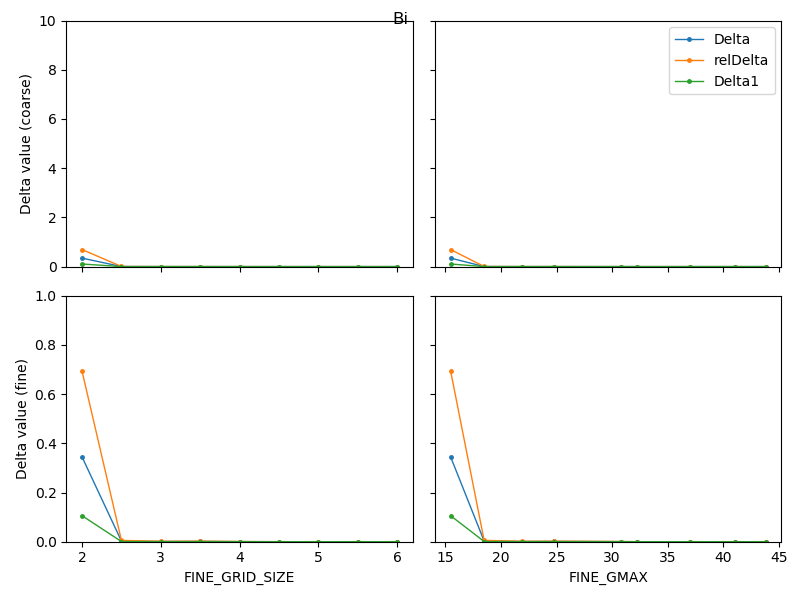 Bi
10
8
6
4
2
0
Delta value (coarse)
Delta
relDelta
Delta1
1.0
0.8
0.6
0.4
0.2
0.0
Delta value (fine)
2 3 4 5 6
FINE_GRID_SIZE
15 20 25 30 35 40 45
FINE_GMAX